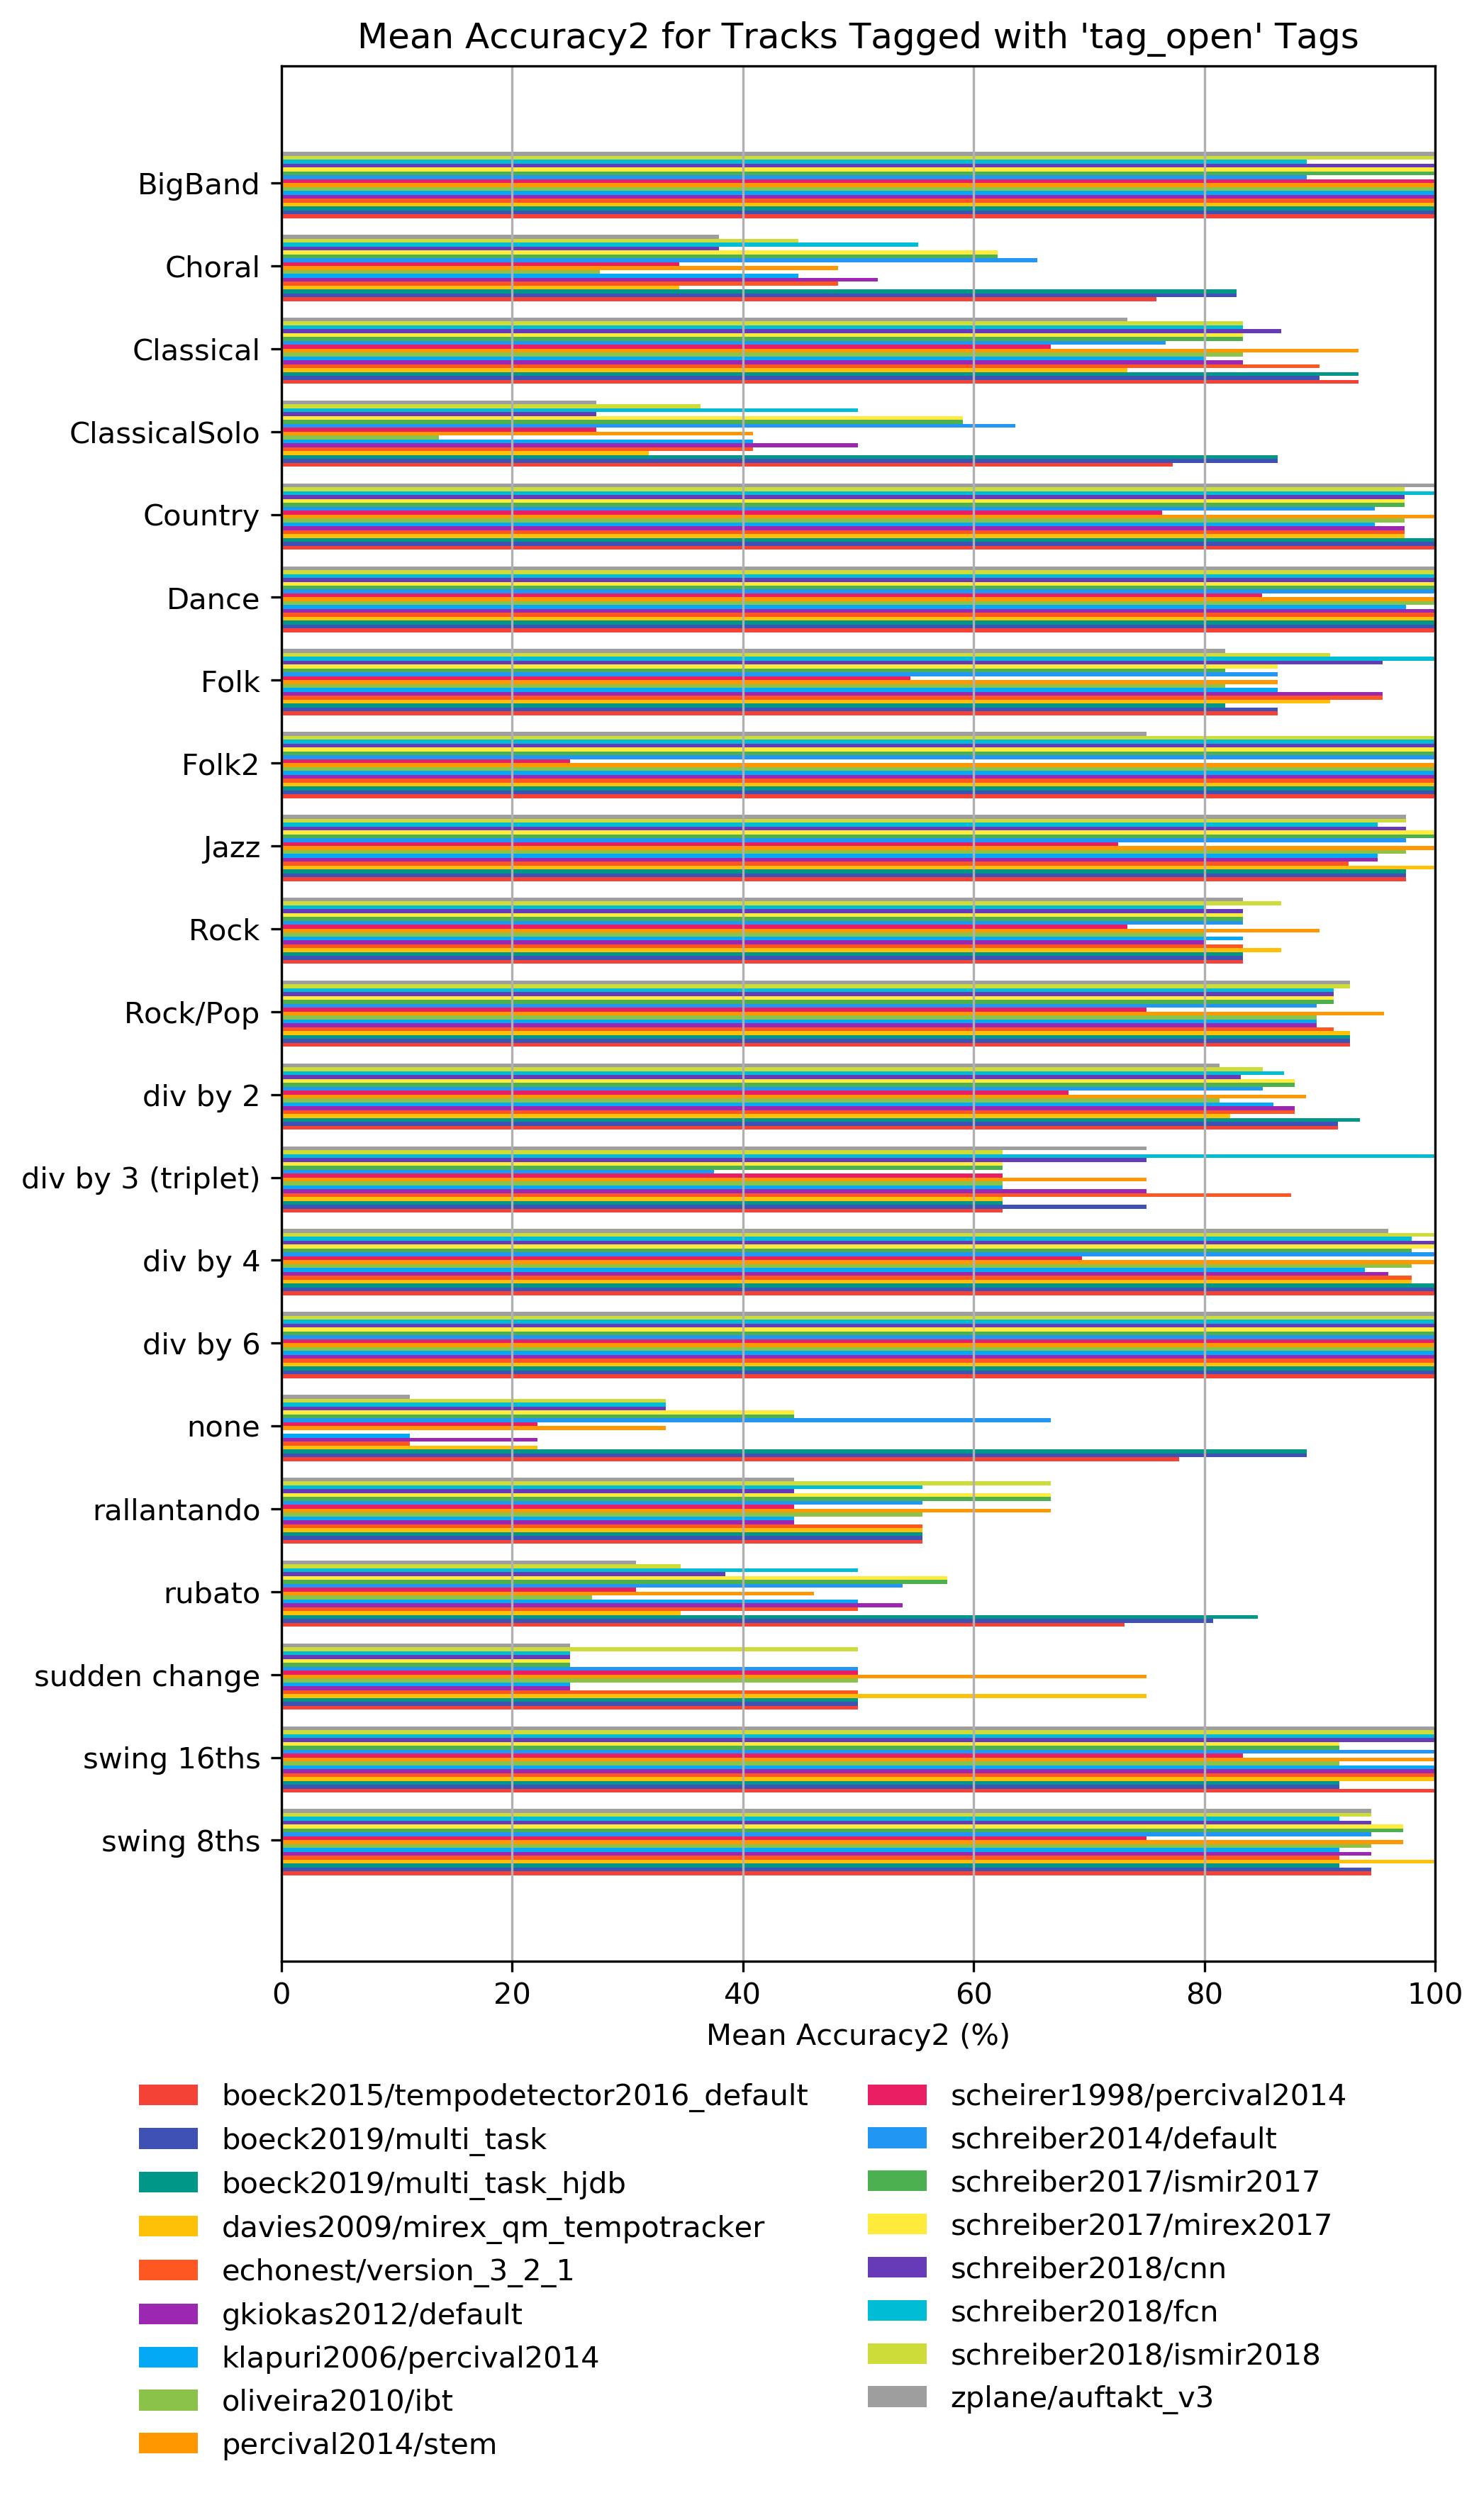 Mean Accuracy2 for Tracks Tagged with 'tag_open' Tags
BigBand
Choral
Classical
ClassicalSolo
Country
Dance
Folk
Folk2
Jazz
Rock
Rock/Pop
div by 2
div by 3 (triplet)
div by 4
div by 6
none
rallantando
rubato
sudden change
swing 16ths
swing 8ths
0 20 40 60 80 100
Mean Accuracy2 (%)
boeck2015/tempodetector2016_default
boeck2019/multi_task
boeck2019/multi_task_hjdb
davies2009/mirex_qm_tempotracker
echonest/version_3_2_1
gkiokas2012/default
klapuri2006/percival2014
oliveira2010/ibt
percival2014/stem
scheirer1998/percival2014
schreiber2014/default
schreiber2017/ismir2017
schreiber2017/mirex2017
schreiber2018/cnn
schreiber2018/fcn
schreiber2018/ismir2018
zplane/auftakt_v3